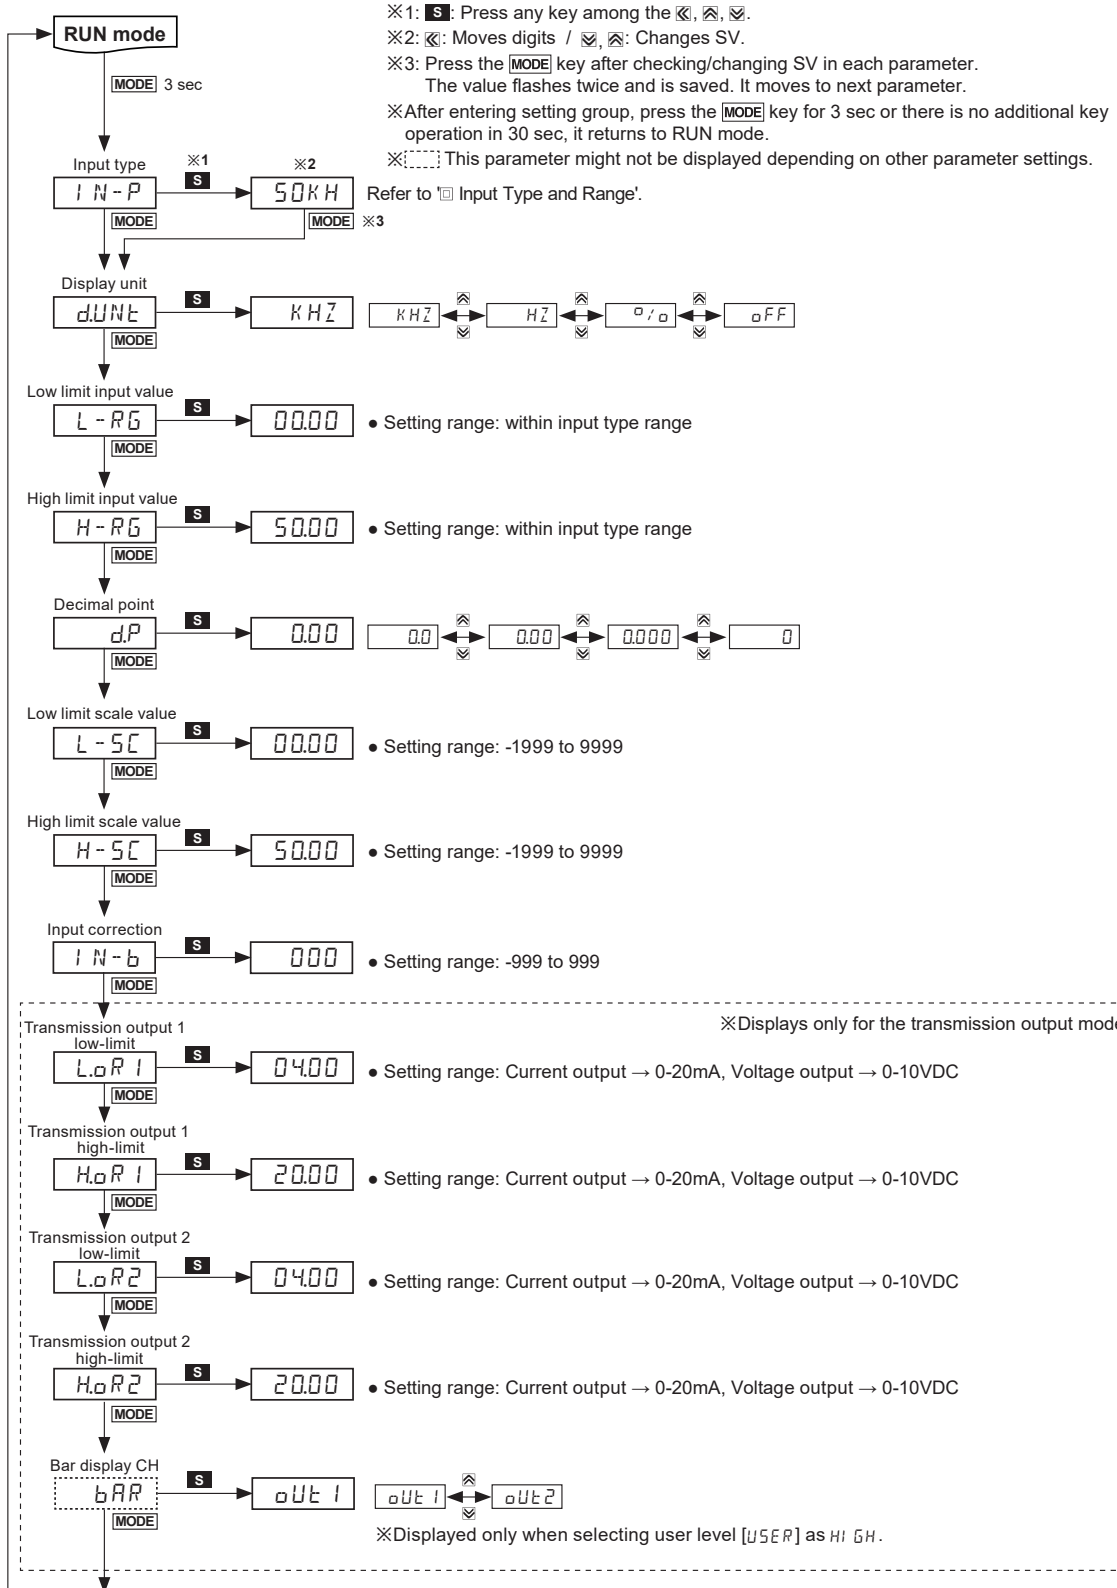 RUN mode
※1: S : Press any key among the «, ︽, ︾.
※2: «: Moves digits / ︾, ︽: Changes SV.
※3: Press the MODE key after checking/changing SV in each parameter.
The value flashes twice and is saved. It moves to next parameter.
MODE 3 sec
※After entering setting group, press the MODE key for 3 sec or there is no additional key
operation in 30 sec, it returns to RUN mode.
※ This parameter might not be displayed depending on other parameter settings.
Input type ※1 ※2
IN-P S 50KH Refer to '□ Input Type and Range'.
MODE MODE ※3
Display unit
d.UNt S KHZ KHZ HZ % oFF
MODE
Low limit input value
L-RG S 00.00 ● Setting range: within input type range
MODE
High limit input value
H-RG S 50.00 ● Setting range: within input type range
MODE
Decimal point
d.P S 0.00 0.0 0.00 0.000 0
MODE
Low limit scale value
L-SC S 00.00 ● Setting range: -1999 to 9999
MODE
High limit scale value
H-SC S 50.00 ● Setting range: -1999 to 9999
MODE
Input correction
IN-b S 000 ● Setting range: -999 to 999
MODE
※Displays only for the transmission output mode
Transmission output 1
low-limit
L.oR1 S 04.00 ● Setting range: Current output → 0-20mA, Voltage output → 0-10VDC
MODE
Transmission output 1
high-limit
H.oR1 S 20.00 ● Setting range: Current output → 0-20mA, Voltage output → 0-10VDC
MODE
Transmission output 2
low-limit
L.oR2 S 04.00 ● Setting range: Current output → 0-20mA, Voltage output → 0-10VDC
MODE
Transmission output 2
high-limit
H.oR2 S 20.00 ● Setting range: Current output → 0-20mA, Voltage output → 0-10VDC
MODE
Bar display CH
bAR S oUt1 oUt1 oUt2
MODE
※Displayed only when selecting user level [USER] as HIGH.